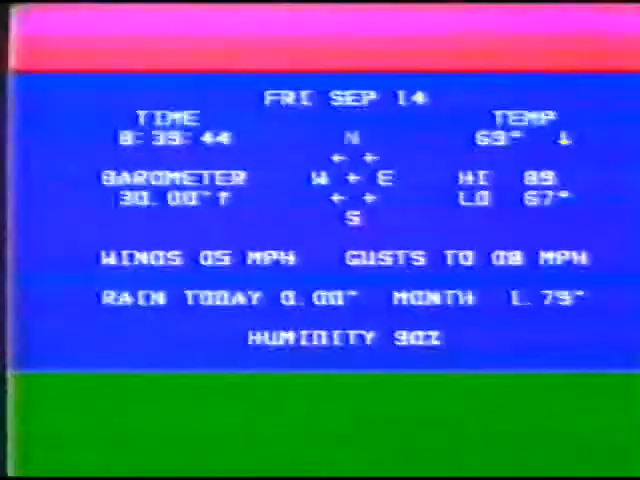 FRI SEP 14
TIME TEMP
8:39:44 N 69° ↓
BAROMETER W + E HI 89
30.00"↑ LO 67°
S
WINDS 05 MPH GUSTS TO 08 MPH
RAIN TODAY 0.00" MONTH 1.79"
HUMIDITY 90%